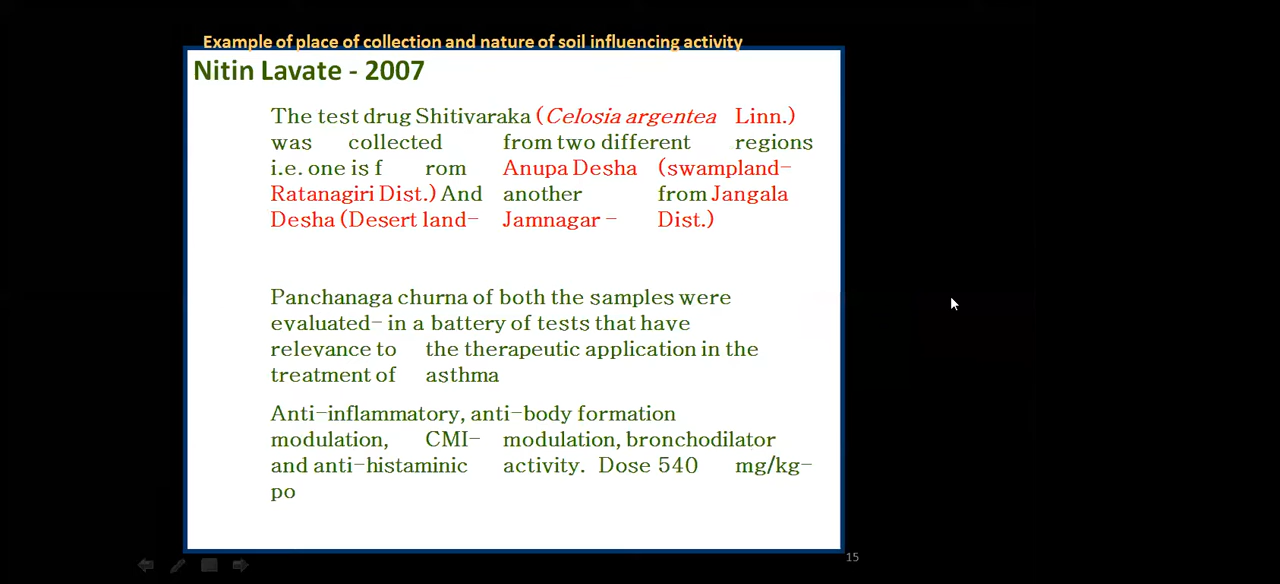 Example of place of collection and nature of soil influencing activity
Nitin Lavate - 2007
The test drug Shitivaraka (Celosia argentea Linn.)
was collected from two different regions
i.e. one is f rom Anupa Desha (swampland-
Ratanagiri Dist.) And another from Jangala
Desha (Desert land- Jamnagar - Dist.)
Panchanaga churna of both the samples were
evaluated- in a battery of tests that have
relevance to the therapeutic application in the
treatment of asthma
Anti-inflammatory, anti-body formation
modulation, CMI- modulation, bronchodilator
and anti-histaminic activity. Dose 540 mg/kg-
po
15